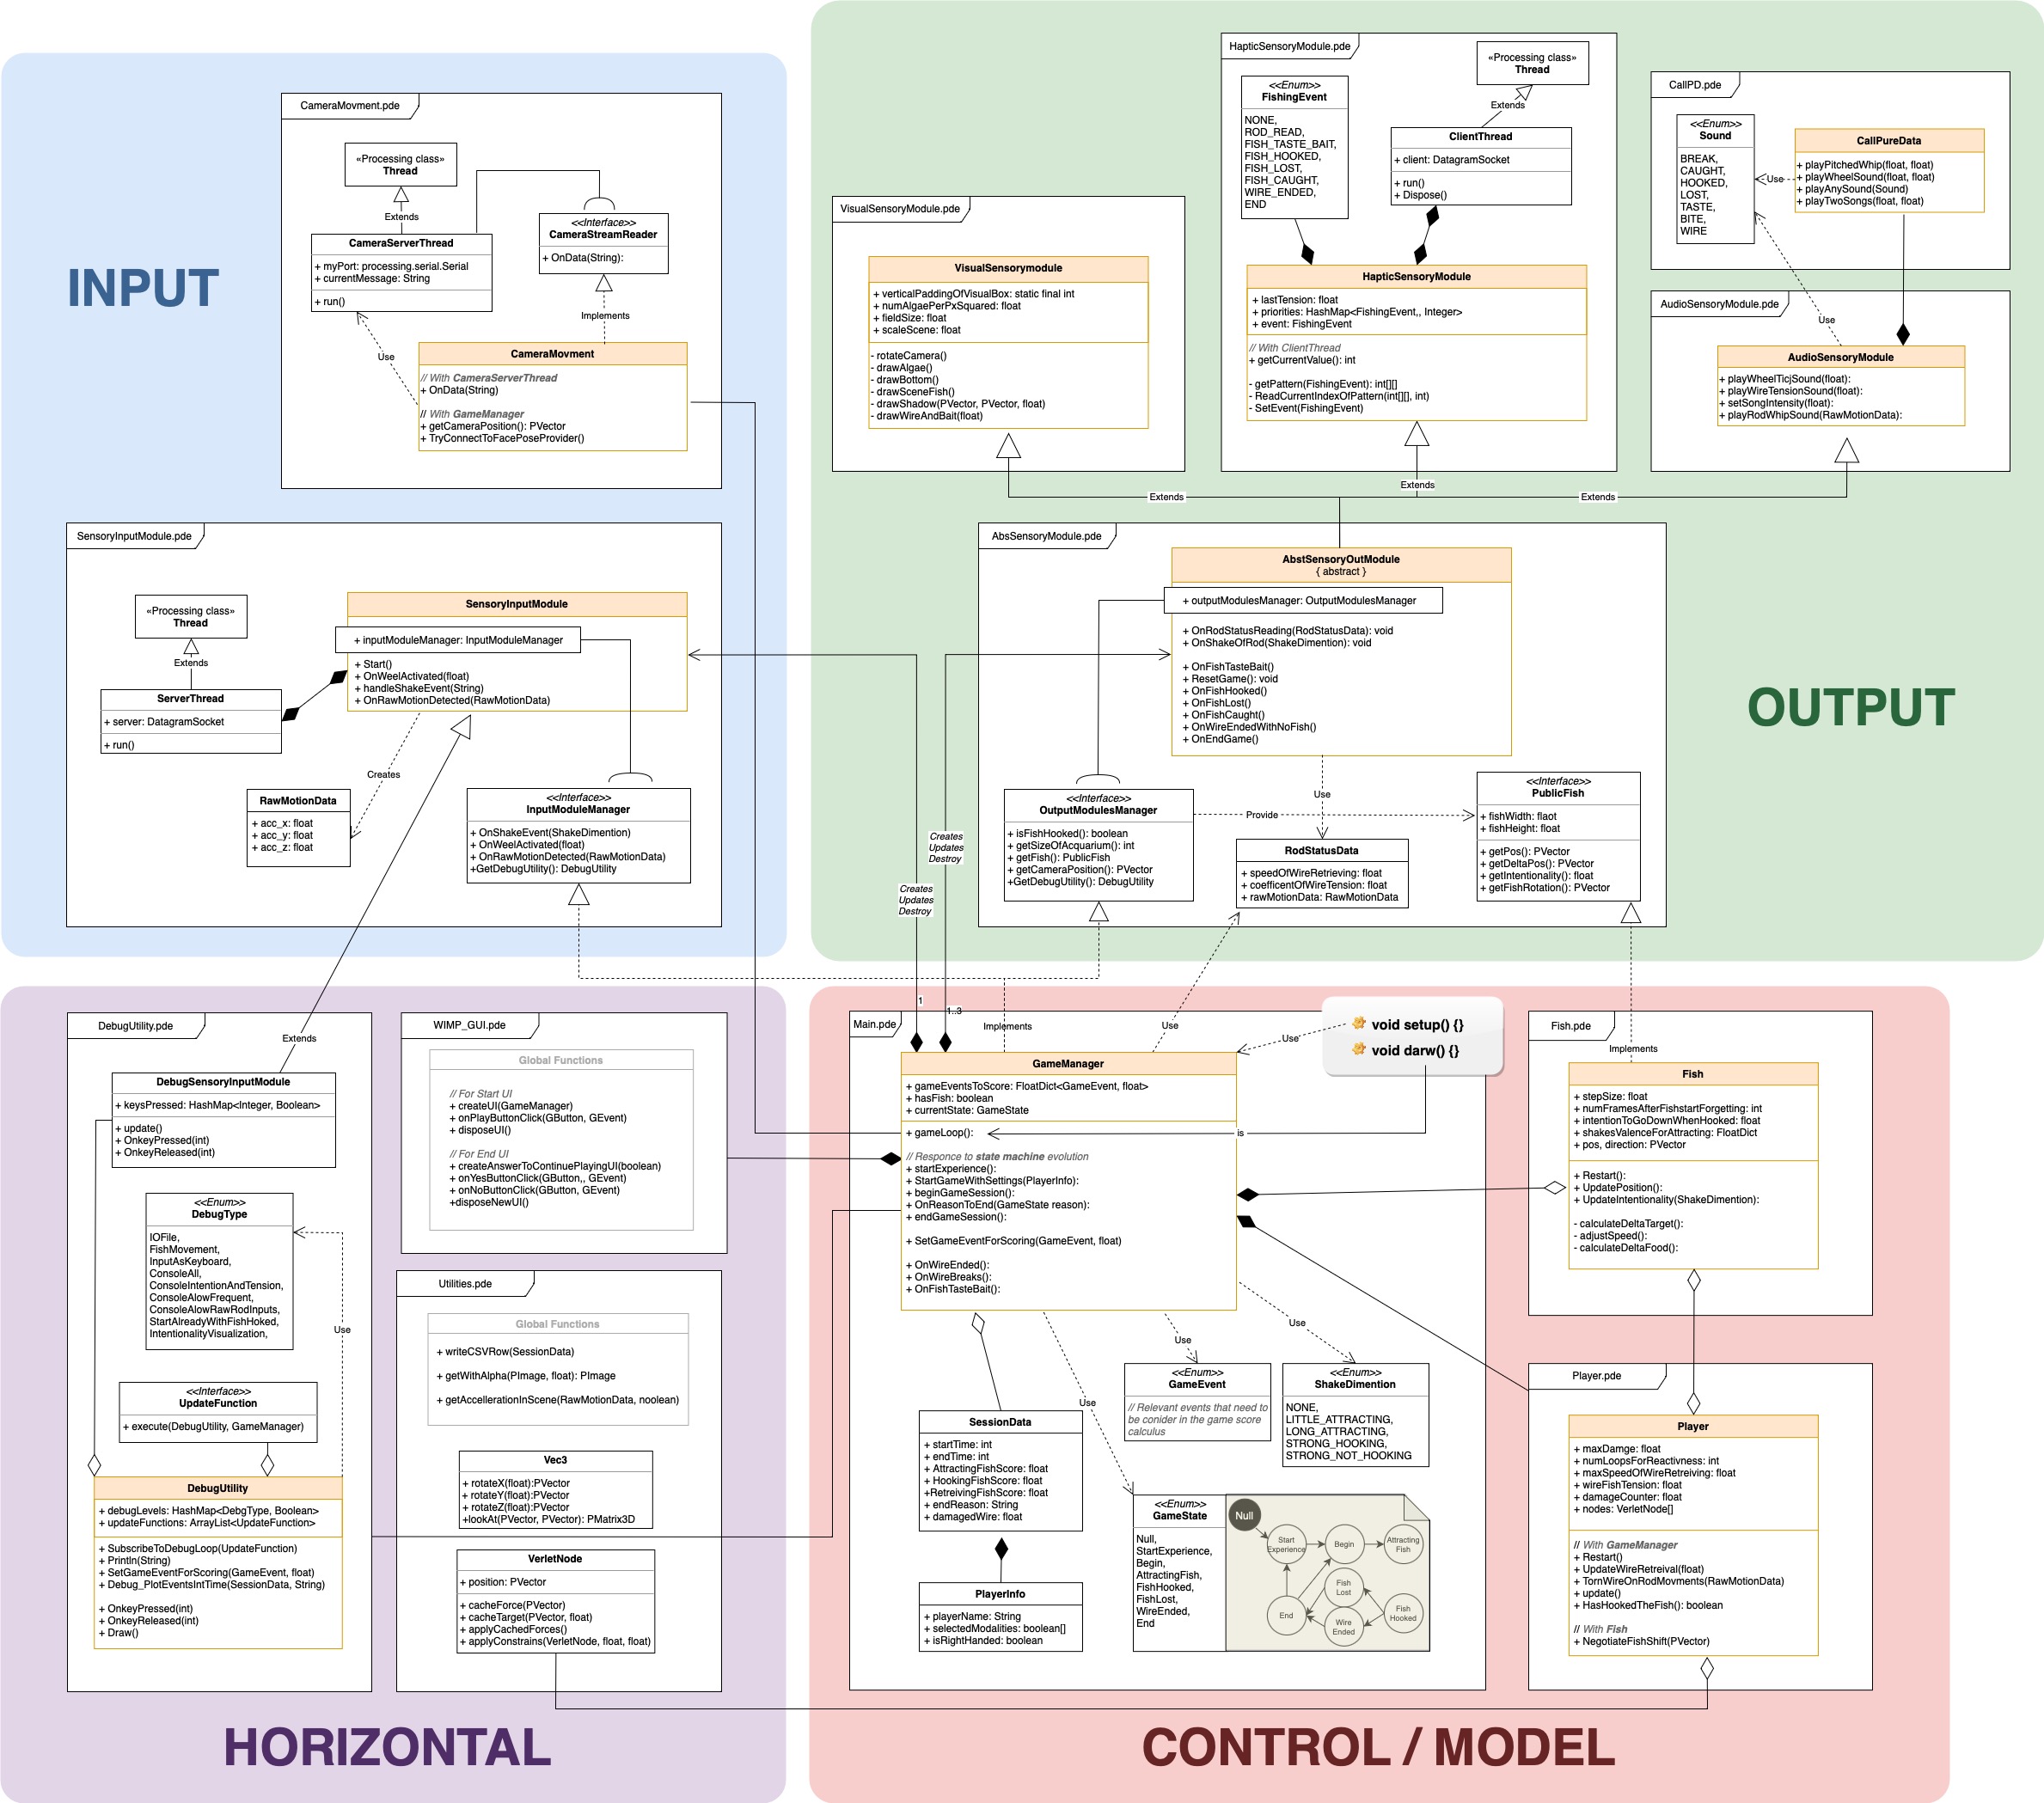 INPUT
CameraMovment.pde
«Processing class»
Thread
Extends
CameraServerThread
+ myPort: processing.serial.Serial
+ currentMessage: String
+ run()
<<Interface>>
CameraStreamReader
+ OnData(String):
Implements
Use
CameraMovment
// With CameraServerThread
+ OnData(String)
// With GameManager
+ getCameraPosition(): PVector
+ TryConnectToFacePoseProvider()
SensoryInputModule.pde
«Processing class»
Thread
Extends
ServerThread
+ server: DatagramSocket
+ run()
SensoryInputModule
+ inputModuleManager: InputModuleManager
+ Start()
+ OnWeelActivated(float)
+ handleShakeEvent(String)
+ OnRawMotionDetected(RawMotionData)
Creates
RawMotionData
+ acc_x: float
+ acc_y: float
+ acc_z: float
<<Interface>>
InputModuleManager
+ OnShakeEvent(ShakeDimention)
+ OnWeelActivated(float)
+ OnRawMotionDetected(RawMotionData)
+GetDebugUtility(): DebugUtility
OUTPUT
VisualSensoryModule.pde
VisualSensorymodule
+ verticalPaddingOfVisualBox: static final int
+ numAlgaePerPxSquared: float
+ fieldSize: float
+ scaleScene: float
- rotateCamera()
- drawAlgae()
- drawBottom()
- drawSceneFish()
- drawShadow(PVector, PVector, float)
- drawWireAndBait(float)
HapticSensoryModule.pde
<<Enum>>
FishingEvent
NONE,
ROD_READ,
FISH_TASTE_BAIT,
FISH_HOOKED,
FISH_LOST,
FISH_CAUGHT,
WIRE_ENDED,
END
«Processing class»
Thread
Extends
ClientThread
+ client: DatagramSocket
+ run()
+ Dispose()
HapticSensoryModule
+ lastTension: float
+ priorities: HashMap<FishingEvent,, Integer>
+ event: FishingEvent
// With ClientThread
+ getCurrentValue(): int
- getPattern(FishingEvent): int[][]
- ReadCurrentIndexOfPattern(int[][], int)
- SetEvent(FishingEvent)
CallPD.pde
<<Enum>>
Sound
BREAK,
CAUGHT,
HOOKED,
LOST,
TASTE,
BITE,
WIRE
Use
CallPureData
+ playPitchedWhip(float, float)
+ playWheelSound(float, float)
+ playAnySound(Sound)
+ playTwoSongs(float, float)
AudioSensoryModule.pde
Use
AudioSensoryModule
+ playWheelTicjSound(float):
+ playWireTensionSound(float):
+ setSongIntensity(float):
+ playRodWhipSound(RawMotionData):
Extends
Extends
Extends
AbsSensoryModule.pde
AbstSensoryOutModule
{ abstract }
+ outputModulesManager: OutputModulesManager
+ OnRodStatusReading(RodStatusData): void
+ OnShakeOfRod(ShakeDimention): void
+ OnFishTasteBait()
+ ResetGame(): void
+ OnFishHooked()
+ OnFishLost()
+ OnFishCaught()
+ OnWireEndedWithNoFish()
+ OnEndGame()
Use
<<Interface>>
OutputModulesManager
+ isFishHooked(): boolean
+ getSizeOfAcquarium(): int
+ getFish(): PublicFish
+ getCameraPosition(): PVector
+GetDebugUtility(): DebugUtility
Provide
<<Interface>>
PublicFish
+ fishWidth: flaot
+ fishHeight: float
+ getPos(): PVector
+ getDeltaPos(): PVector
+ getIntentionality(): float
+ getFishRotation(): PVector
RodStatusData
+ speedOfWireRetrieving: float
+ coefficentOfWireTension: float
+ rawMotionData: RawMotionData
Creates
Updates
Destroy
Creates
Updates
Destroy
1
1..3
Implements
Use
HORIZONTAL
DebugUtility.pde
Extends
DebugSensoryInputModule
+ keysPressed: HashMap<Integer, Boolean>
+ update()
+ OnkeyPressed(int)
+ OnkeyReleased(int)
<<Enum>>
DebugType
IOFile,
FishMovement,
InputAsKeyboard,
ConsoleAll,
ConsoleIntentionAndTension,
ConsoleAlowFrequent,
ConsoleAlowRawRodInputs,
StartAlreadyWithFishHoked,
IntentionalityVisualization,
Use
<<Interface>>
UpdateFunction
+ execute(DebugUtility, GameManager)
DebugUtility
+ debugLevels: HashMap<DebgType, Boolean>
+ updateFunctions: ArrayList<UpdateFunction>
+ SubscribeToDebugLoop(UpdateFunction)
+ Println(String)
+ SetGameEventForScoring(GameEvent, float)
+ Debug_PlotEventsIntTime(SessionData, String)
+ OnkeyPressed(int)
+ OnkeyReleased(int)
+ Draw()
WIMP_GUI.pde
Global Functions
// For Start UI
+ createUI(GameManager)
+ onPlayButtonClick(GButton, GEvent)
+ disposeUI()
// For End UI
+ createAnswerToContinuePlayingUI(boolean)
+ onYesButtonClick(GButton,, GEvent)
+ onNoButtonClick(GButton, GEvent)
+disposeNewUI()
Utilities.pde
Global Functions
+ writeCSVRow(SessionData)
+ getWithAlpha(PImage, float): PImage
+ getAccellerationInScene(RawMotionData, noolean)
Vec3
+ rotateX(float):PVector
+ rotateY(float):PVector
+ rotateZ(float):PVector
+lookAt(PVector, PVector): PMatrix3D
VerletNode
+ position: PVector
+ cacheForce(PVector)
+ cacheTarget(PVector, float)
+ applyCachedForces()
+ applyConstrains(VerletNode, float, float)
CONTROL / MODEL
Main.pde
void setup() {}
void darw() {}
Use
is
GameManager
+ gameEventsToScore: FloatDict<GameEvent, float>
+ hasFish: boolean
+ currentState: GameState
+ gameLoop():
// Responce to state machine evolution
+ startExperience():
+ StartGameWithSettings(PlayerInfo):
+ beginGameSession():
+ OnReasonToEnd(GameState reason):
+ endGameSession():
+ SetGameEventForScoring(GameEvent, float)
+ OnWireEnded():
+ OnWireBreaks():
+ OnFishTasteBait():
Use
Use
Use
SessionData
+ startTime: int
+ endTime: int
+ AttractingFishScore: float
+ HookingFishScore: float
+RetreivingFishScore: float
+ endReason: String
+ damagedWire: float
PlayerInfo
+ playerName: String
+ selectedModalities: boolean[]
+ isRightHanded: boolean
<<Enum>>
GameEvent
// Relevant events that need to
be conider in the game score
calculus
<<Enum>>
ShakeDimention
NONE,
LITTLE_ATTRACTING,
LONG_ATTRACTING,
STRONG_HOOKING,
STRONG_NOT_HOOKING
<<Enum>>
GameState
Null,
StartExperience,
Begin,
AttractingFish,
FishHooked,
FishLost,
WireEnded,
End
Null
Start
Experience
Begin
Attracting
Fish
Fish
Lost
End
Wire
Ended
Fish
Hooked
Fish.pde
Implements
Fish
+ stepSize: float
+ numFramesAfterFishstartForgetting: int
+ intentionToGoDownWhenHooked: float
+ shakesValenceForAttracting: FloatDict
+ pos, direction: PVector
+ Restart():
+ UpdatePosition():
+ UpdateIntentionality(ShakeDimention):
- calculateDeltaTarget():
- adjustSpeed():
- calculateDeltaFood():
Player.pde
Player
+ maxDamge: float
+ numLoopsForReactivness: int
+ maxSpeedOfWireRetreiving: float
+ wireFishTension: float
+ damageCounter: float
+ nodes: VerletNode[]
// With GameManager
+ Restart()
+ UpdateWireRetreival(float)
+ TornWireOnRodMovments(RawMotionData)
+ update()
+ HasHookedTheFish(): boolean
// With Fish
+ NegotiateFishShift(PVector)